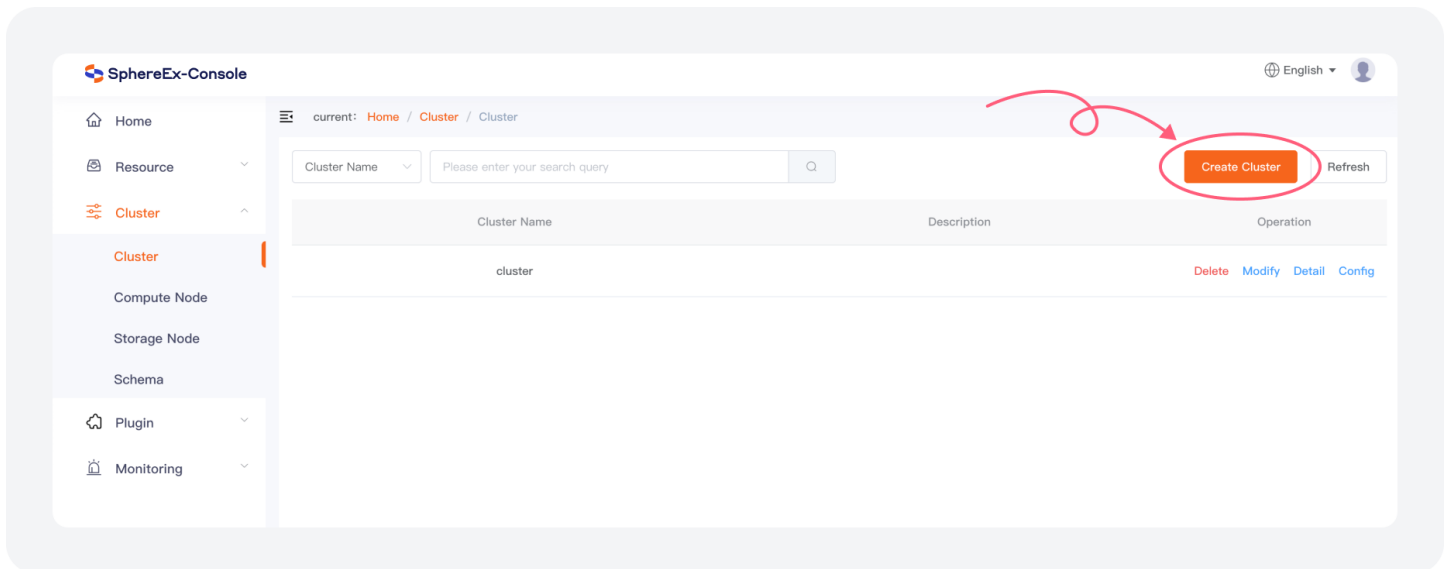 SphereEx-Console
English
Home
current: Home / Cluster / Cluster
Resource
Cluster Name
Please enter your search query
Create Cluster
Refresh
Cluster
Cluster Name
Description
Operation
Cluster
cluster
Delete Modify Detail Config
Compute Node
Storage Node
Schema
Plugin
Monitoring